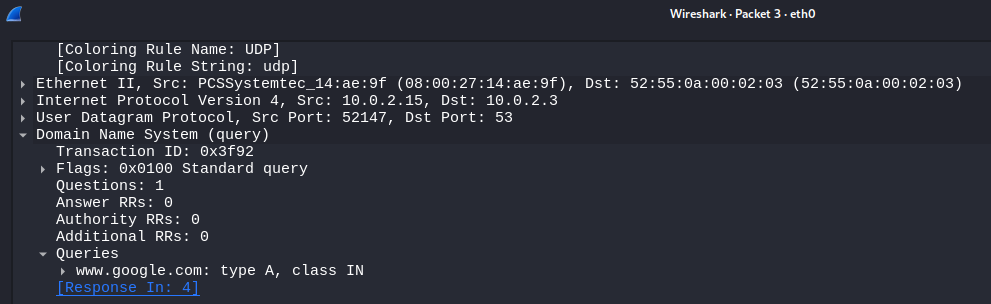 Wireshark · Packet 3 · eth0
[Coloring Rule Name: UDP]
[Coloring Rule String: udp]
Ethernet II, Src: PCSSystemtec_14:ae:9f (08:00:27:14:ae:9f), Dst: 52:55:0a:00:02:03 (52:55:0a:00:02:03)
Internet Protocol Version 4, Src: 10.0.2.15, Dst: 10.0.2.3
User Datagram Protocol, Src Port: 52147, Dst Port: 53
Domain Name System (query)
Transaction ID: 0x3f92
Flags: 0x0100 Standard query
Questions: 1
Answer RRs: 0
Authority RRs: 0
Additional RRs: 0
Queries
www.google.com: type A, class IN
[Response In: 4]